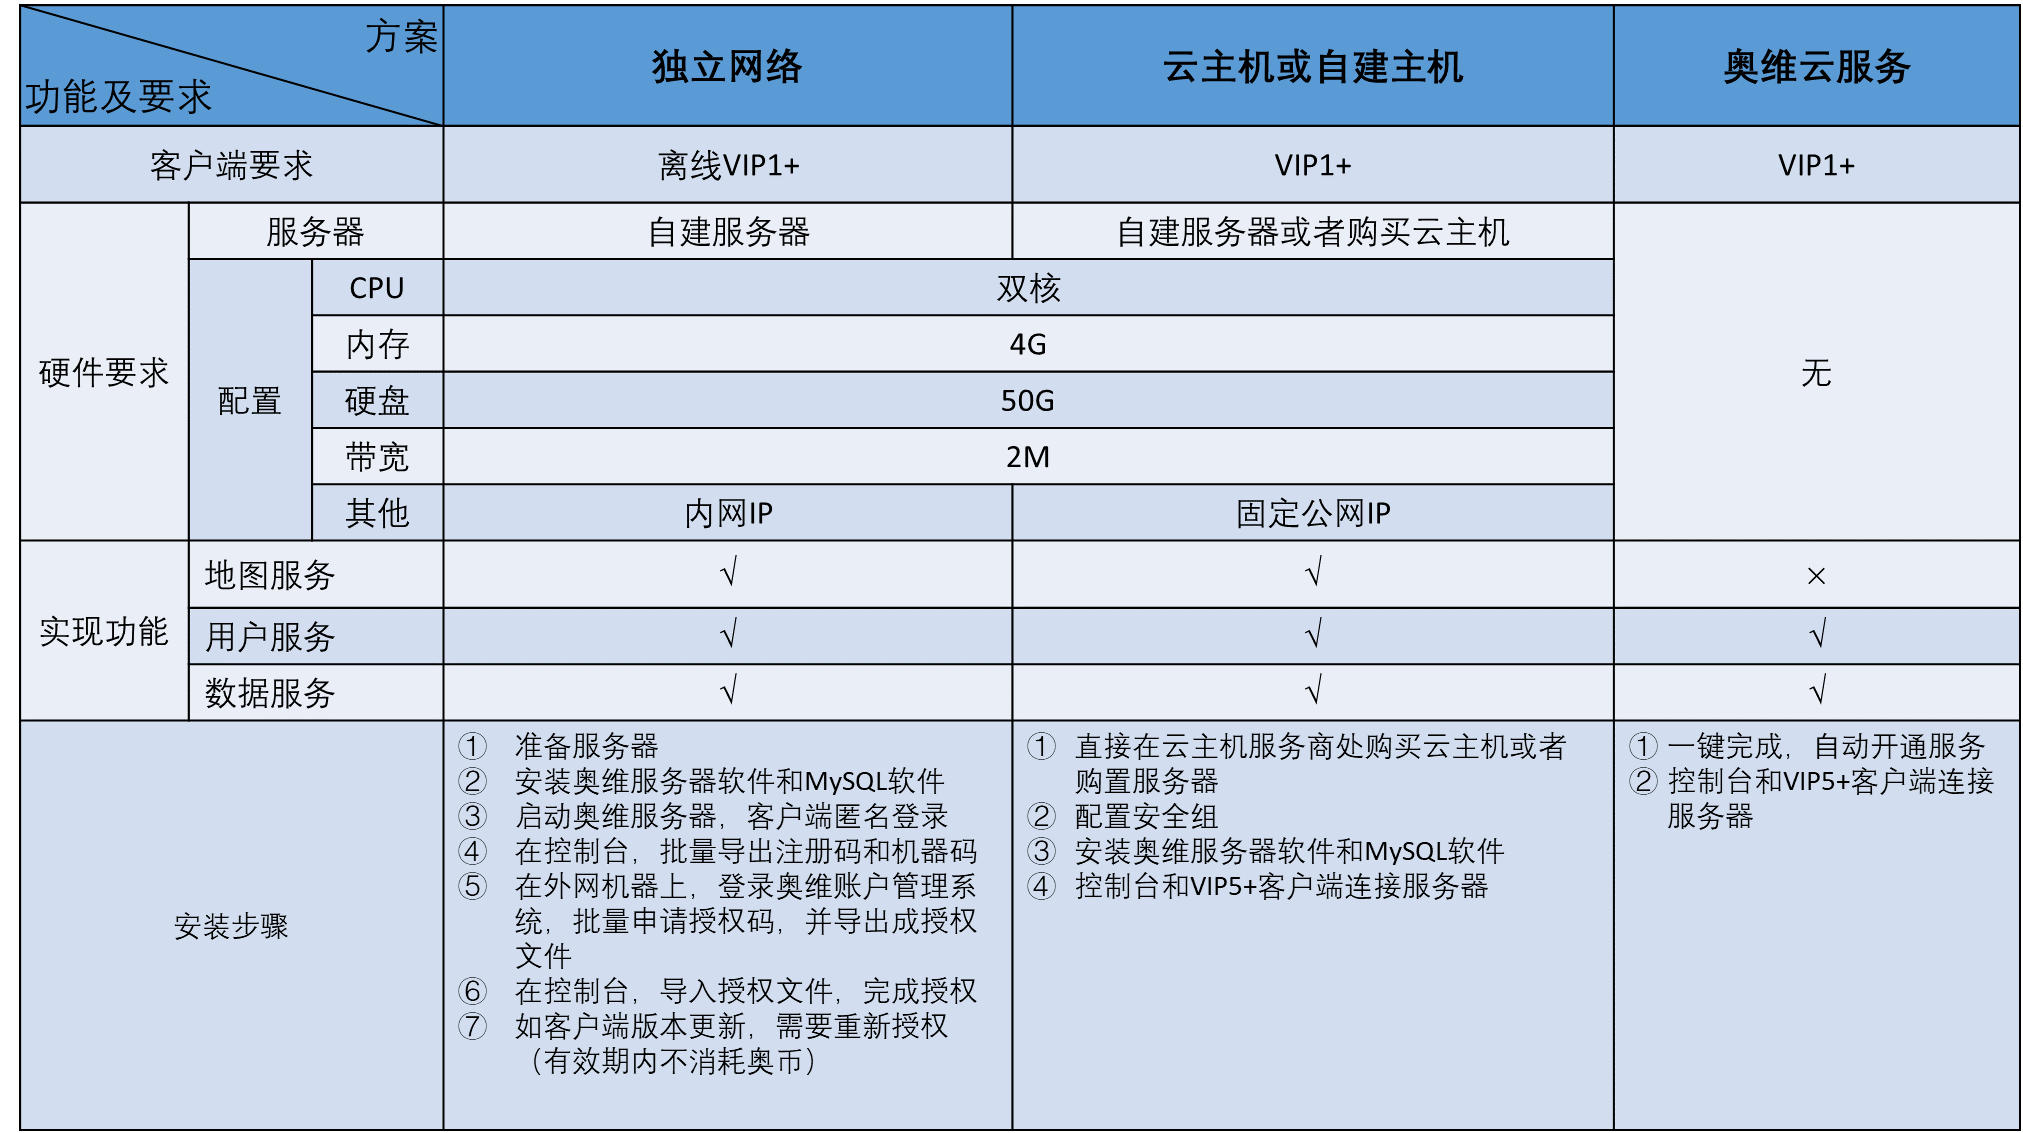 方案
功能及要求
独立网络
云主机或自建主机
奥维云服务
客户端要求
离线VIP1+
VIP1+
VIP1+
硬件要求
服务器
自建服务器
自建服务器或者购买云主机
无
配置
CPU
双核
内存
4G
硬盘
50G
带宽
2M
其他
内网IP
固定公网IP
实现功能
地图服务
√
√
×
用户服务
√
√
√
数据服务
√
√
√
安装步骤
① 准备服务器
② 安装奥维服务器软件和MySQL软件
③ 启动奥维服务器，客户端匿名登录
④ 在控制台，批量导出注册码和机器码
⑤ 在外网机器上，登录奥维账户管理系
统，批量申请授权码，并导出成授权
文件
⑥ 在控制台，导入授权文件，完成授权
⑦ 如客户端版本更新，需要重新授权
（有效期内不消耗奥币）
① 直接在云主机服务商处购买云主机或者
购置服务器
② 配置安全组
③ 安装奥维服务器软件和MySQL软件
④ 控制台和VIP5+客户端连接服务器
① 一键完成，自动开通服务
② 控制台和VIP5+客户端连接
服务器